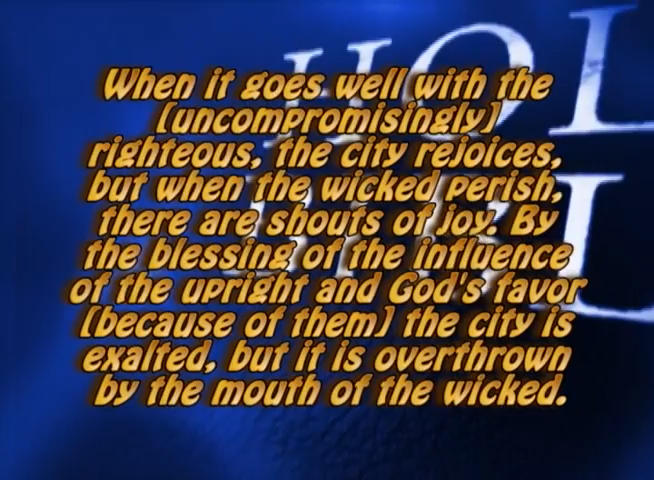 HOL
When it goes well with the
[uncompromisingly]
righteous, the city rejoices,
but when the wicked perish,
there are shouts of joy. By
the blessing of the influence
of the upright and God's favor
[because of them] the city is
exalted, but it is overthrown
by the mouth of the wicked.